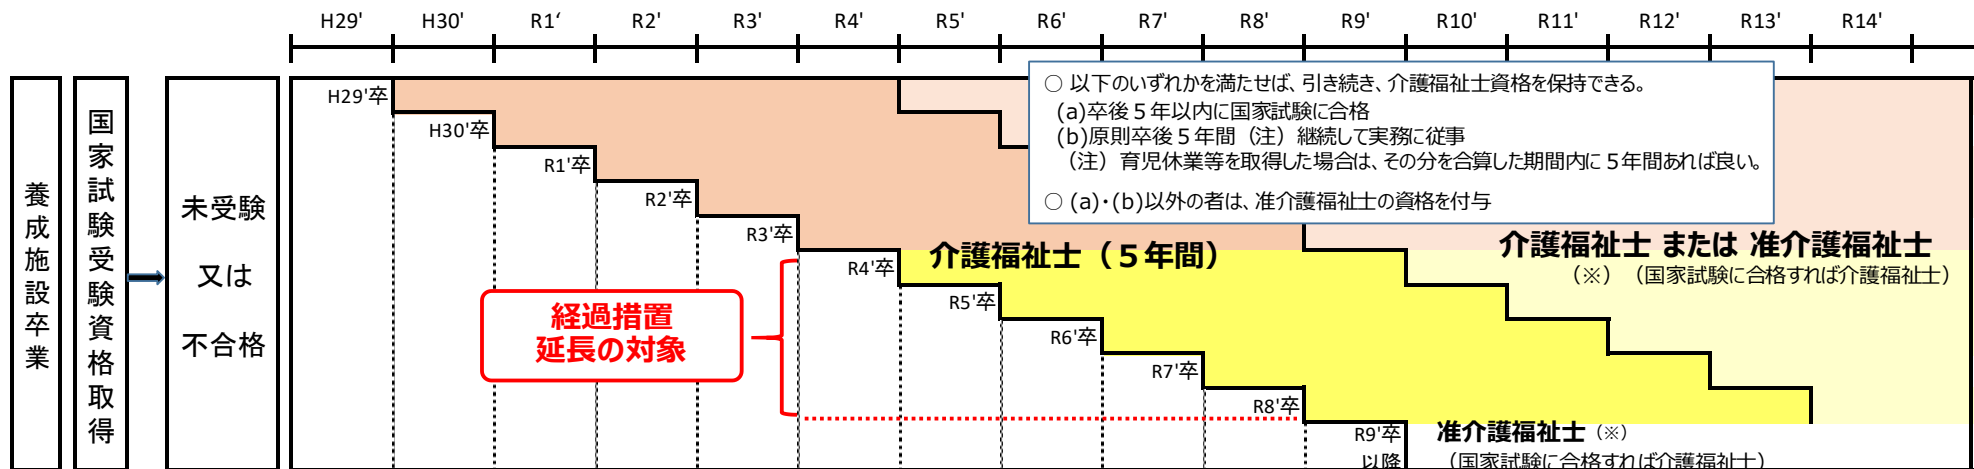 H29' H30' R1‘ R2' R3' R4' R5' R6' R7' R8' R9' R10' R11' R12' R13' R14'
養成施設卒業
国家試験受験資格取得
未受験
又は
不合格
H29'卒
H30'卒
R1'卒
R2'卒
R3'卒
R4'卒
R5'卒
R6'卒
R7'卒
R8'卒
R9'卒
以降
○ 以下のいずれかを満たせば、引き続き、介護福祉士資格を保持できる。
(a)卒後5年以内に国家試験に合格
(b)原則卒後5年間(注)継続して実務に従事
(注)育児休業等を取得した場合は、その分を合算した期間内に5年間あれば良い。
○ (a)・(b)以外の者は、准介護福祉士の資格を付与
介護福祉士(5年間)
介護福祉士 または 准介護福祉士
(※)(国家試験に合格すれば介護福祉士)
経過措置
延長の対象
准介護福祉士(※)
(国家試験に合格すれば介護福祉士)